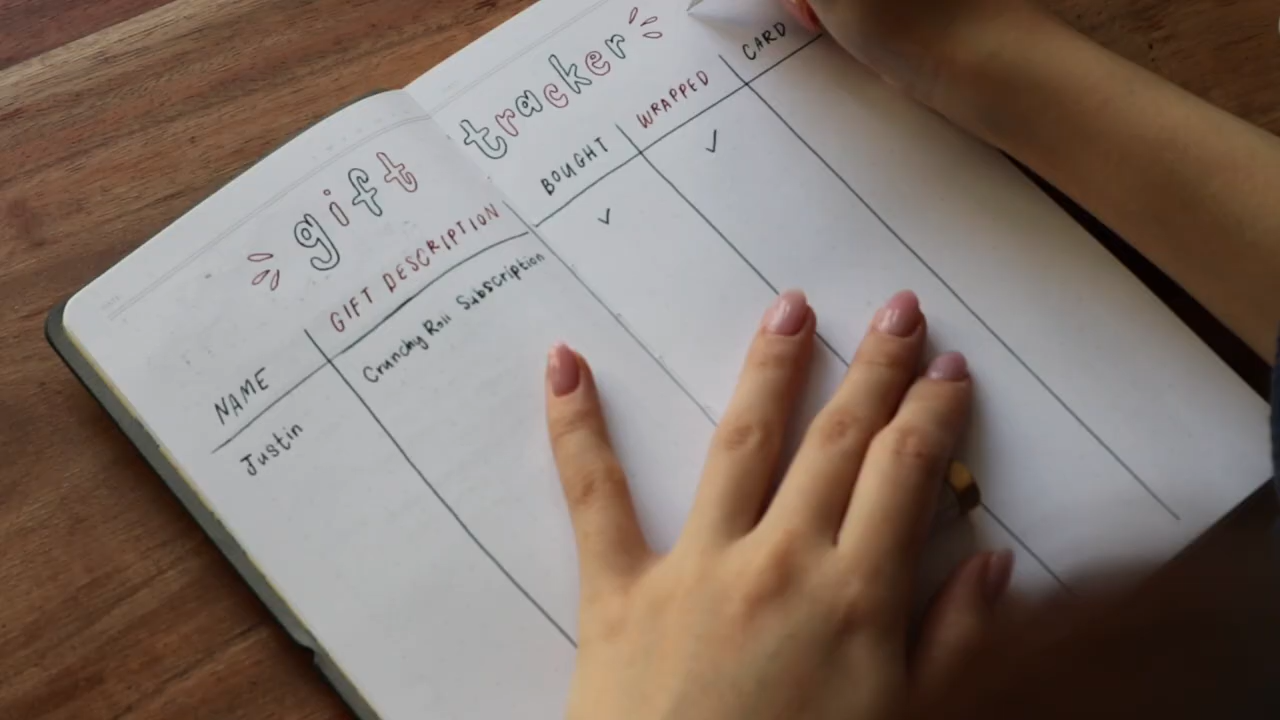 gift tracker
NAME GIFT DESCRIPTION BOUGHT WRAPPED CARD
Justin Crunchy Roll Subscription ✓ ✓